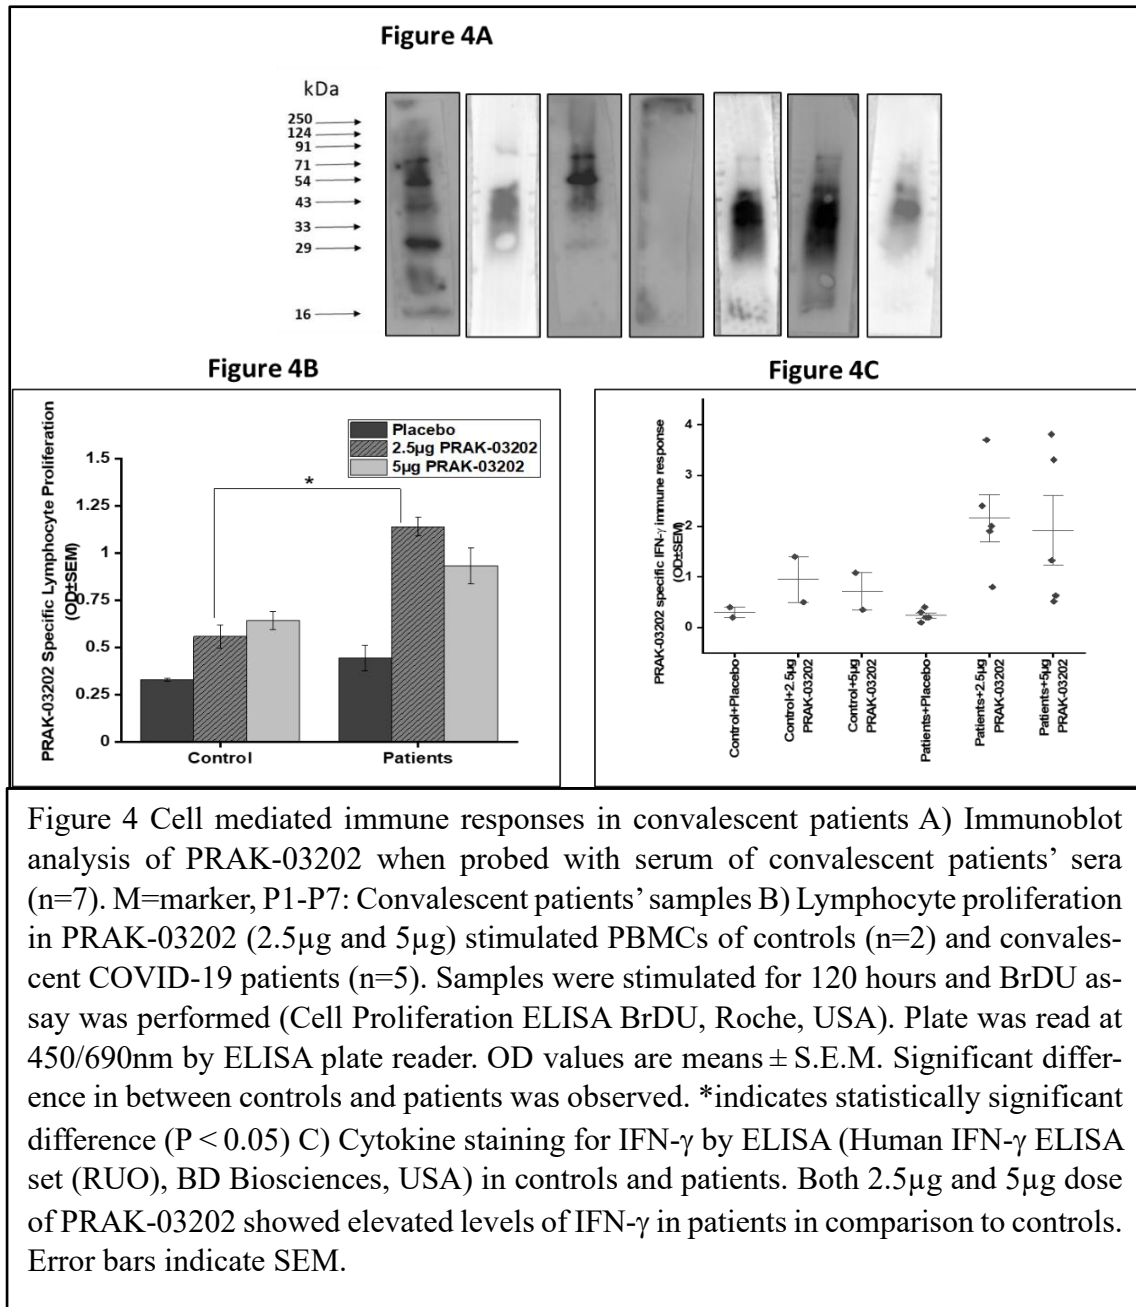 Figure 4A
kDa
250
124
91
71
54
43
33
29
16
Figure 4B
Figure 4C
PRAK-03202 Specific Lymphocyte Proliferation
(OD±SEM)
1.5
1.25
1
0.75
0.5
0.25
0
Placebo
2.5µg PRAK-03202
5µg PRAK-03202
*
Control
Patients
PRAK-03202 specific IFN-γ immune response
(OD±SEM)
4
3
2
1
0
Control+Placebo
Control+2.5µg
PRAK-03202
Control+5µg
PRAK-03202
Patients+Placebo
Patients+2.5µg
PRAK-03202
Patients+5µg
PRAK-03202
Figure 4 Cell mediated immune responses in convalescent patients A) Immunoblot
analysis of PRAK-03202 when probed with serum of convalescent patients’ sera
(n=7). M=marker, P1-P7: Convalescent patients’ samples B) Lymphocyte proliferation
in PRAK-03202 (2.5µg and 5µg) stimulated PBMCs of controls (n=2) and convales-
cent COVID-19 patients (n=5). Samples were stimulated for 120 hours and BrDU as-
say was performed (Cell Proliferation ELISA BrDU, Roche, USA). Plate was read at
450/690nm by ELISA plate reader. OD values are means ± S.E.M. Significant differ-
ence in between controls and patients was observed. *indicates statistically significant
difference (P < 0.05) C) Cytokine staining for IFN-γ by ELISA (Human IFN-γ ELISA
set (RUO), BD Biosciences, USA) in controls and patients. Both 2.5µg and 5µg dose
of PRAK-03202 showed elevated levels of IFN-γ in patients in comparison to controls.
Error bars indicate SEM.